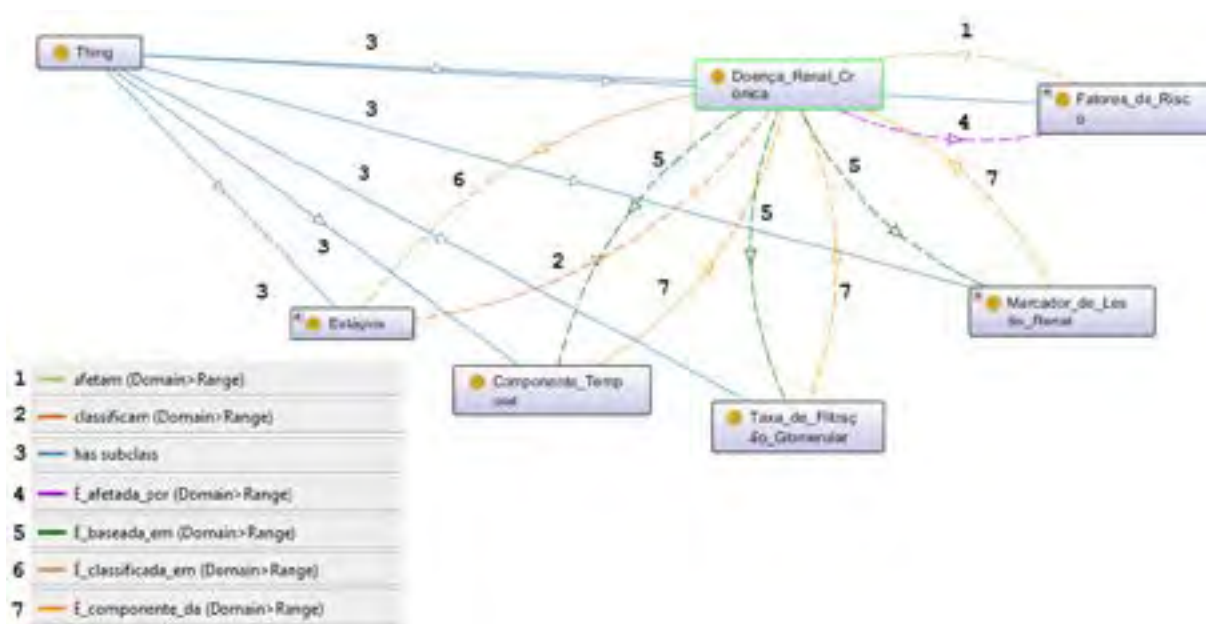 Thing
3
1
Doença_Renal_Cr
ônica
Fatores_de_Risc
o
3
4
3
5
5
7
6
5
3
2
3
7
7
3
Estágios
Marcador_de_Les
ão_Renal
Componente_Temp
oral
Taxa_de_Filtraç
ão_Glomerular
1 afetam (Domain>Range)
2 classificam (Domain>Range)
3 has subclass
4 É_afetada_por (Domain>Range)
5 É_baseada_em (Domain>Range)
6 É_classificada_em (Domain>Range)
7 É_componente_da (Domain>Range)